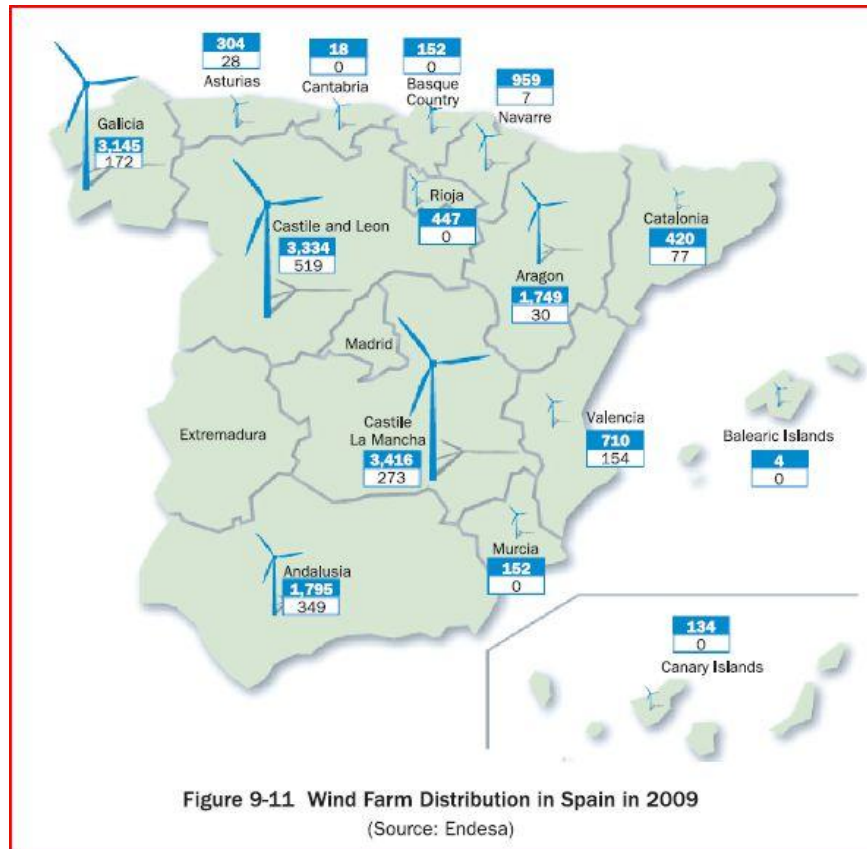 304
28
Asturias
18
0
Cantabria
152
0
Basque
Country
959
7
Navarre
Galicia
3,145
172
Castile and Leon
3,334
519
Rioja
447
0
Aragon
1,749
30
Catalonia
420
77
Madrid
Extremadura
Castile
La Mancha
3,416
273
Valencia
710
154
Balearic Islands
4
0
Andalusia
1,795
349
Murcia
152
0
134
0
Canary Islands
Figure 9-11 Wind Farm Distribution in Spain in 2009
(Source: Endesa)